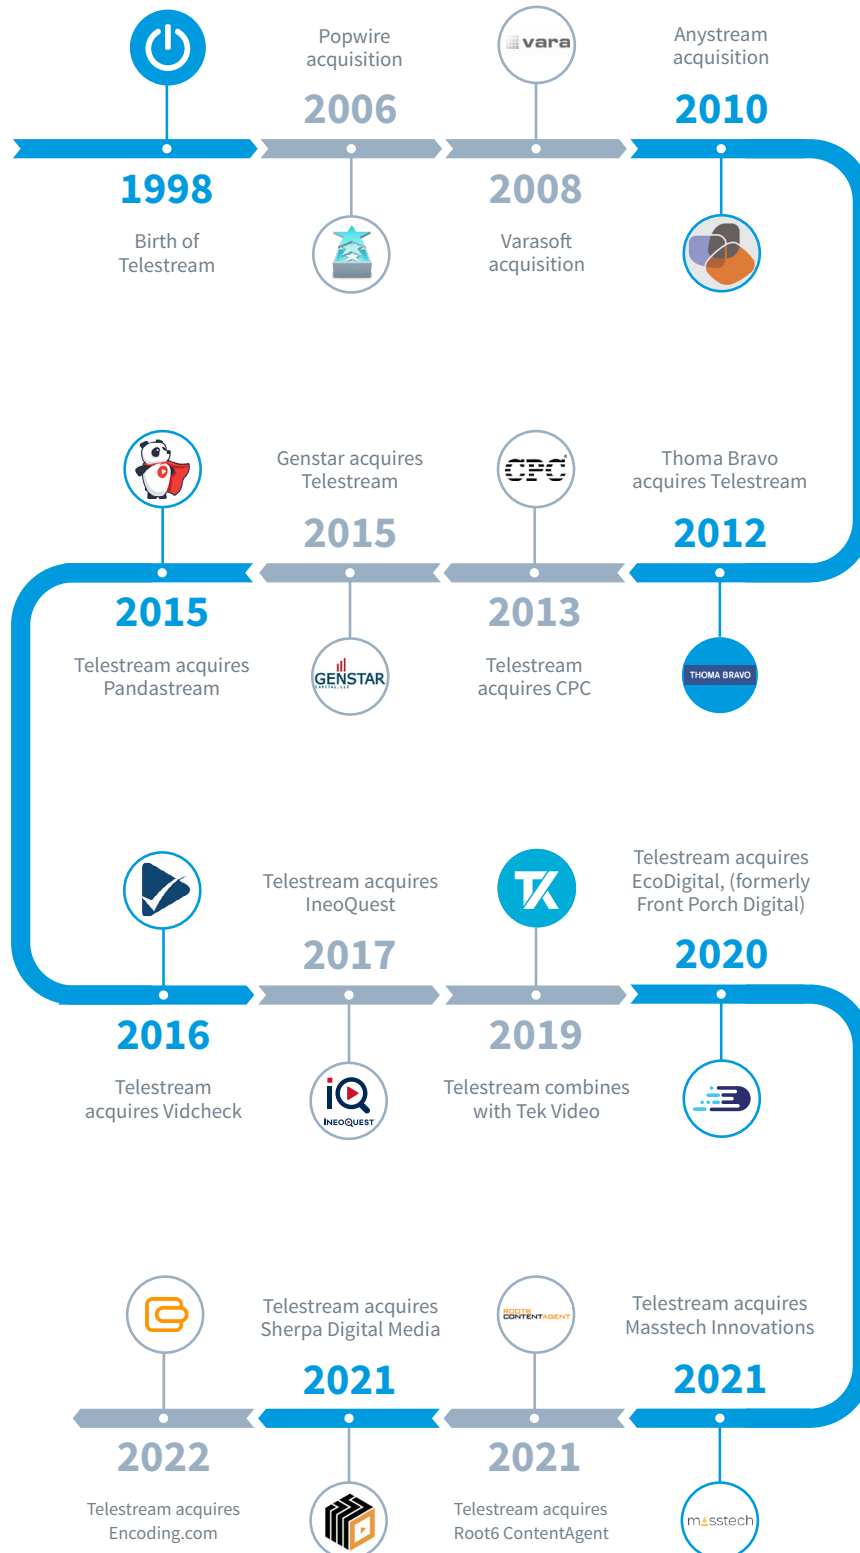 1998
Birth of
Telestream
Popwire
acquisition
2006
vara
2008
Varasoft
acquisition
Anystream
acquisition
2010
Thoma Bravo
acquires Telestream
2012
THOMA BRAVO
CPC
2013
Telestream
acquires CPC
Genstar acquires
Telestream
2015
GENSTAR
CAPITAL, LLC
2015
Telestream acquires
Pandastream
2016
Telestream
acquires Vidcheck
Telestream acquires
IneoQuest
2017
iQ
INEOQUEST
TK
2019
Telestream combines
with Tek Video
Telestream acquires
EcoDigital, (formerly
Front Porch Digital)
2020
Telestream acquires
Masstech Innovations
2021
masstech
ROOT6
CONTENTAGENT
2021
Telestream acquires
Root6 ContentAgent
Telestream acquires
Sherpa Digital Media
2021
2022
Telestream acquires
Encoding.com